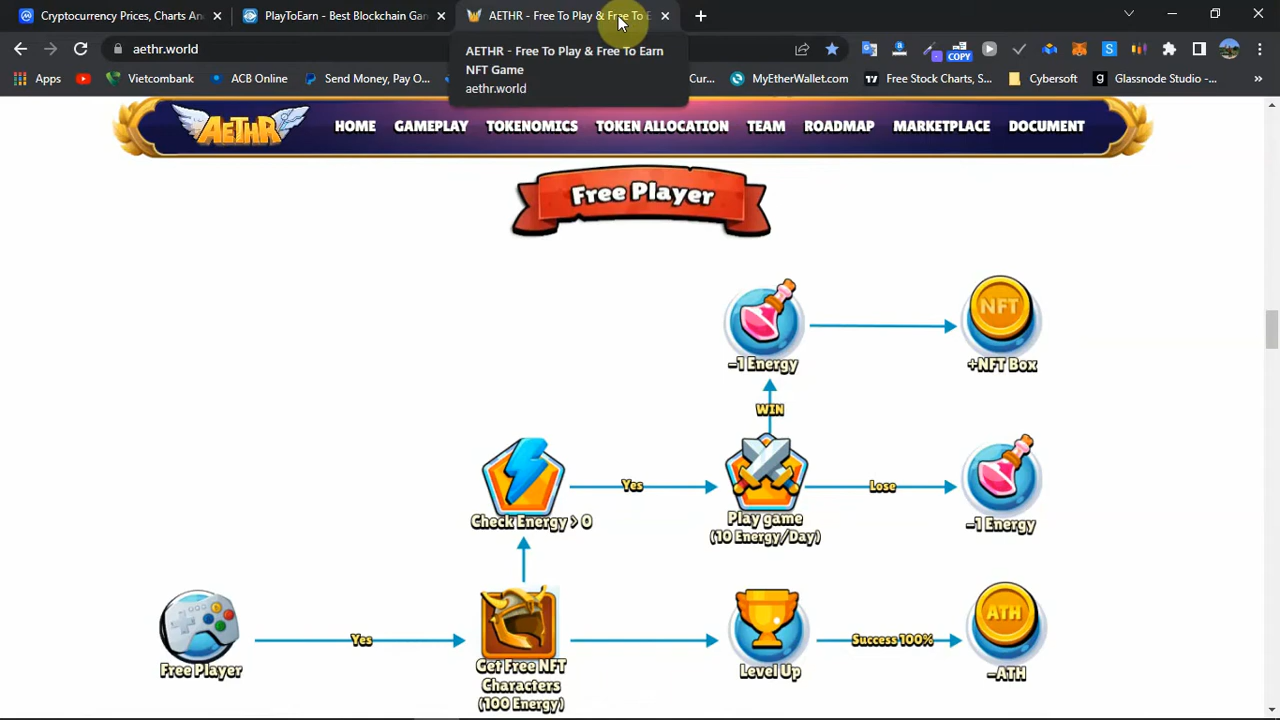 Cryptocurrency Prices, Charts An
PlayToEarn - Best Blockchain Gam
AETHR - Free To Play & Free To E
aethr.world
COPY
AETHR - Free To Play & Free To Earn
NFT Game
aethr.world
Apps
Vietcombank
ACB Online
Send Money, Pay O...
Cur...
MyEtherWallet.com
Free Stock Charts, S...
Cybersoft
Glassnode Studio -...
»
AETHR
HOME
GAMEPLAY
TOKENOMICS
TOKEN ALLOCATION
TEAM
ROADMAP
MARKETPLACE
DOCUMENT
Free Player
NFT
-1 Energy
+NFT Box
WIN
Yes
Lose
Check Energy > 0
Play game
(10 Energy/Day)
-1 Energy
ATH
Yes
Success 100%
Free Player
Get Free NFT
Characters
(100 Energy)
Level Up
-ATH